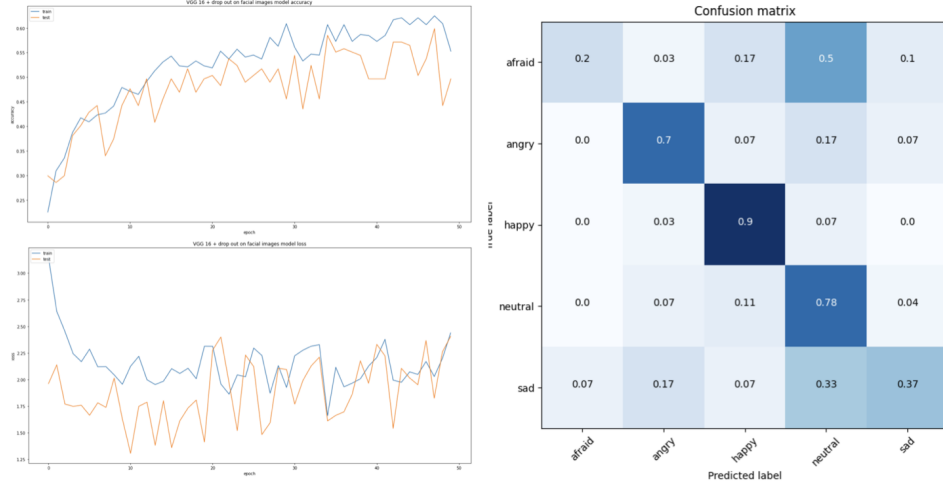 VGG 16 + drop out on facial images model accuracy
train
test
0.60
0.55
0.50
0.45
0.40
0.35
0.30
0.25
accuracy
0 10 20 30 40 50
epoch
VGG 16 + drop out on facial images model loss
train
test
3.00
2.75
2.50
2.25
2.00
1.75
1.50
1.25
loss
0 10 20 30 40 50
epoch
Confusion matrix
afraid 0.2 0.03 0.17 0.5 0.1
angry 0.0 0.7 0.07 0.17 0.07
happy 0.0 0.03 0.9 0.07 0.0
neutral 0.0 0.07 0.11 0.78 0.04
sad 0.07 0.17 0.07 0.33 0.37
True label
afraid angry happy neutral sad
Predicted label